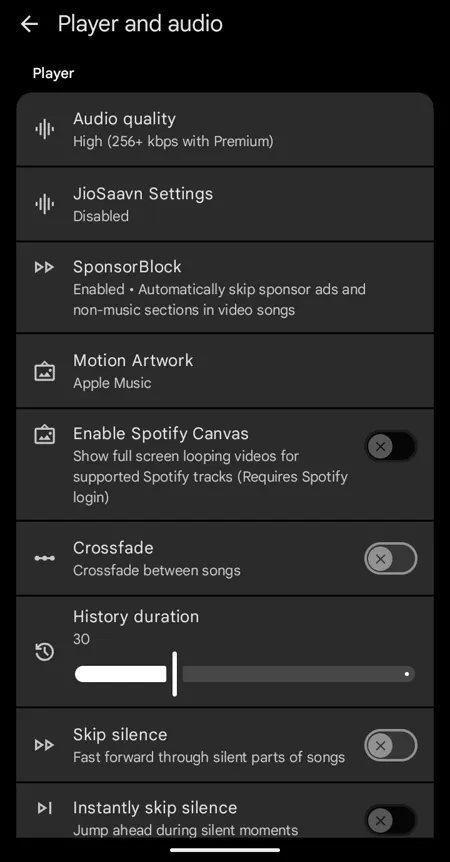 Player and audio
Player
Audio quality
High (256+ kbps with Premium)
JioSaavn Settings
Disabled
SponsorBlock
Enabled • Automatically skip sponsor ads and
non-music sections in video songs
Motion Artwork
Apple Music
Enable Spotify Canvas
Show full screen looping videos for
supported Spotify tracks (Requires Spotify
login)
Crossfade
Crossfade between songs
History duration
30
Skip silence
Fast forward through silent parts of songs
Instantly skip silence
Jump ahead during silent moments